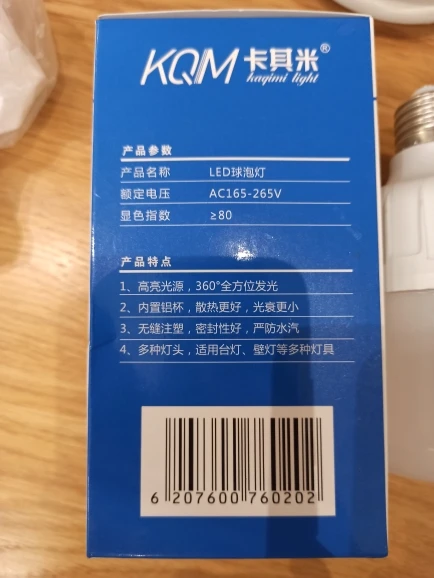 KQM 卡其米®
kaqimi light
产品参数
产品名称 LED球泡灯
额定电压 AC165-265V
显色指数 ≥80
产品特点
1、高亮光源，360°全方位发光
2、内置铝杯，散热更好，光衰更小
3、无缝注塑，密封性好，严防水汽
4、多种灯头，适用台灯、壁灯等多种灯具
6 207600 760202